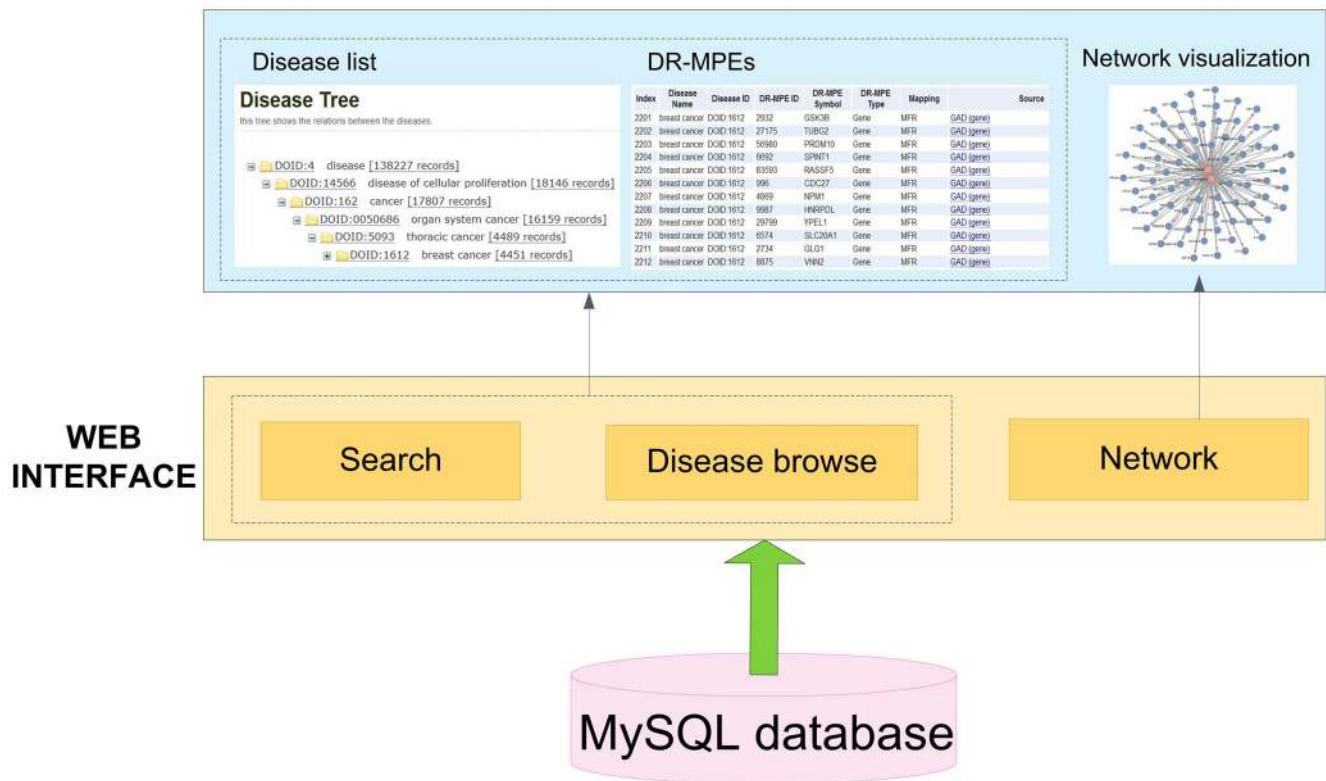 Disease list
DR-MPEs
Network visualization
Disease Tree
this tree shows the relations between the diseases.
DOID:4 disease [138227 records]
DOID:14566 disease of cellular proliferation [18146 records]
DOID:162 cancer [17807 records]
DOID:0050686 organ system cancer [16159 records]
DOID:5093 thoracic cancer [4489 records]
DOID:1612 breast cancer [4451 records]
Index Disease Name Disease ID DR-MPE ID DR-MPE Symbol DR-MPE Type Mapping Source
2201 breast cancer DOID:1612 2932 GSK3B Gene MFR GAD (gene)
2202 breast cancer DOID:1612 27175 TUBG2 Gene MFR GAD (gene)
2203 breast cancer DOID:1612 56980 PRDM10 Gene MFR GAD (gene)
2204 breast cancer DOID:1612 6692 SPINT1 Gene MFR GAD (gene)
2205 breast cancer DOID:1612 83593 RASSF5 Gene MFR GAD (gene)
2206 breast cancer DOID:1612 996 CDC27 Gene MFR GAD (gene)
2207 breast cancer DOID:1612 4869 NPM1 Gene MFR GAD (gene)
2208 breast cancer DOID:1612 9987 HNRPDL Gene MFR GAD (gene)
2209 breast cancer DOID:1612 29799 YPEL1 Gene MFR GAD (gene)
2210 breast cancer DOID:1612 6574 SLC20A1 Gene MFR GAD (gene)
2211 breast cancer DOID:1612 2734 GLG1 Gene MFR GAD (gene)
2212 breast cancer DOID:1612 8875 VNN2 Gene MFR GAD (gene)
WEB
INTERFACE
Search
Disease browse
Network
MySQL database